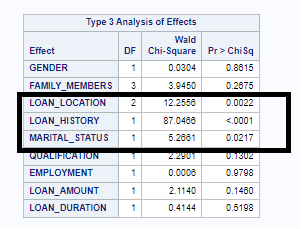 Type 3 Analysis of Effects
Effect DF Wald Chi-Square Pr > ChiSq
GENDER 1 0.0304 0.8615
FAMILY_MEMBERS 3 3.9450 0.2675
LOAN_LOCATION 2 12.2556 0.0022
LOAN_HISTORY 1 87.0466 <.0001
MARITAL_STATUS 1 5.2661 0.0217
QUALIFICATION 1 2.2901 0.1302
EMPLOYMENT 1 0.0006 0.9798
LOAN_AMOUNT 1 2.1140 0.1460
LOAN_DURATION 1 0.4144 0.5198